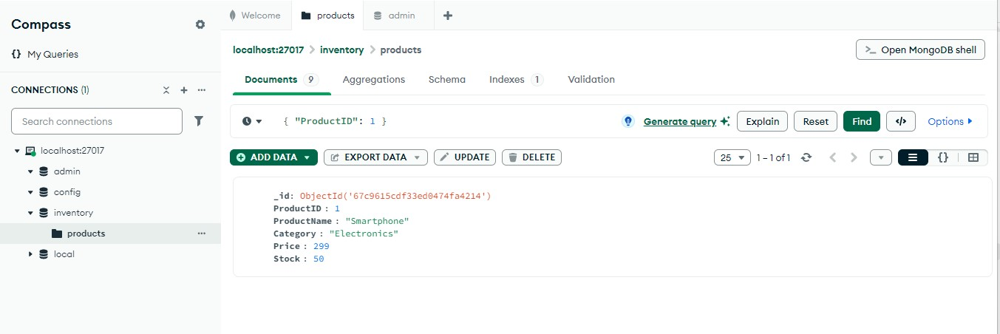 Compass
My Queries
CONNECTIONS (1)
Search connections
localhost:27017
admin
config
inventory
products
local
Welcome
products
admin
localhost:27017 > inventory > products
>_ Open MongoDB shell
Documents 9 Aggregations Schema Indexes 1 Validation
{ "ProductID": 1 }
Generate query Explain Reset Find </> Options
ADD DATA EXPORT DATA UPDATE DELETE
25 1 – 1 of 1 {}
_id: ObjectId('67c9615cdf33ed0474fa4214')
ProductID : 1
ProductName : "Smartphone"
Category : "Electronics"
Price : 299
Stock : 50